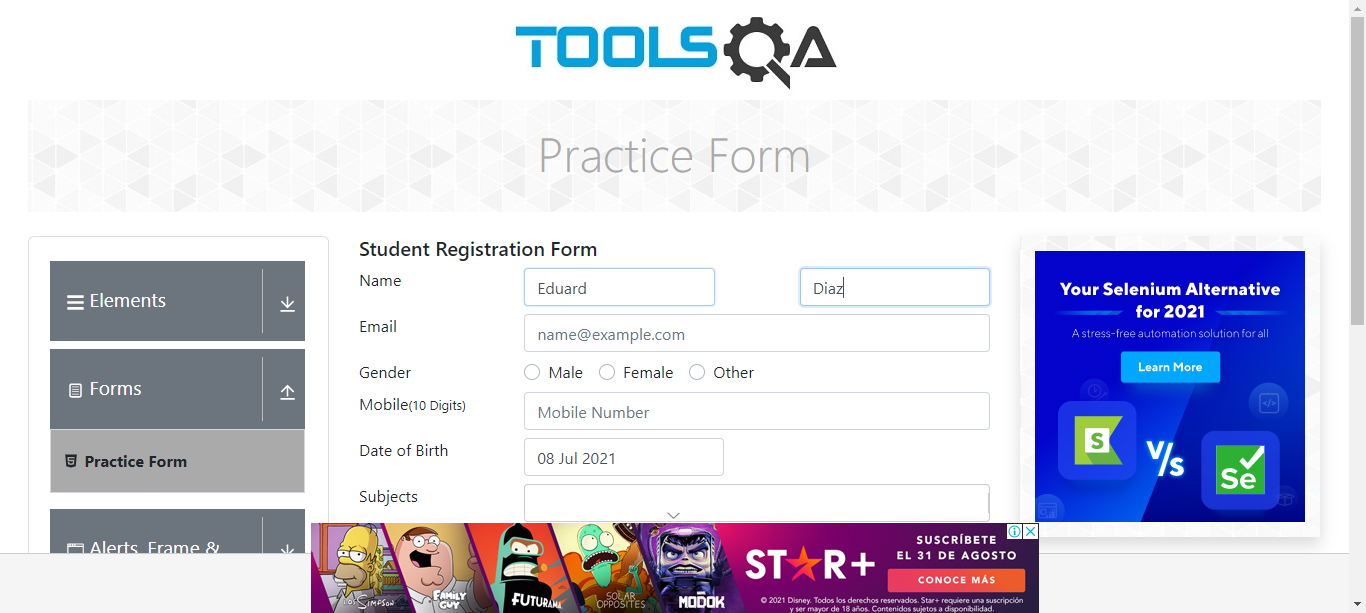 TOOLSQA
Practice Form
Elements
Forms
Practice Form
Alerts, Frame &
Student Registration Form
Name
Eduard
Diaz
Email
name@example.com
Gender
Male
Female
Other
Mobile(10 Digits)
Mobile Number
Date of Birth
08 Jul 2021
Subjects
Your Selenium Alternative
for 2021
A stress-free automation solution for all
Learn More
S
V/s
Se
LOS SIMPSON
FAMILY
GUY
FUTURAMA
SOLAR
OPPOSITES
MODOK
STAR+
SUSCRÍBETE
EL 31 DE AGOSTO
CONOCE MÁS
© 2021 Disney. Todos los derechos reservados. Star+ requiere una suscripción
y ser mayor de 18 años. Contenidos sujetos a disponibilidad.